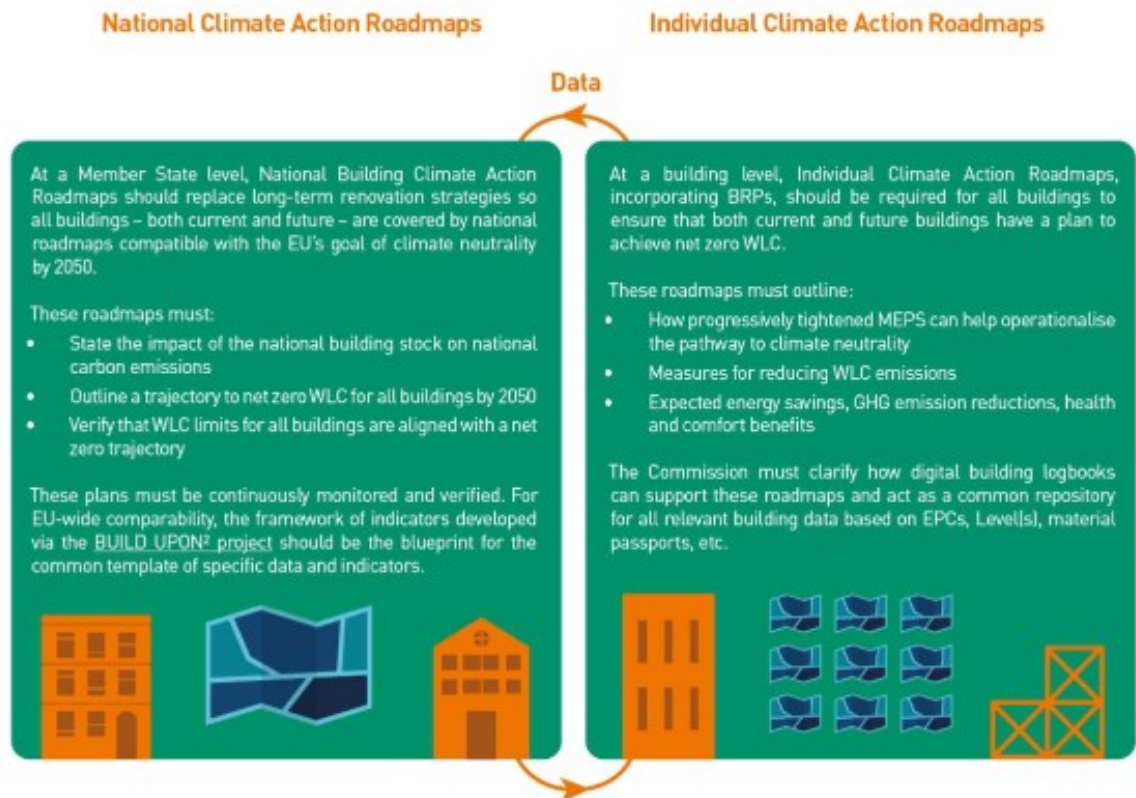 National Climate Action Roadmaps
Individual Climate Action Roadmaps
Data
At a Member State level, National Building Climate Action
Roadmaps should replace long-term renovation strategies so
all buildings – both current and future – are covered by national
roadmaps compatible with the EU's goal of climate neutrality
by 2050.
These roadmaps must:
• State the impact of the national building stock on national
carbon emissions
• Outline a trajectory to net zero WLC for all buildings by 2050
• Verify that WLC limits for all buildings are aligned with a net
zero trajectory
These plans must be continuously monitored and verified. For
EU-wide comparability, the framework of indicators developed
via the BUILD UPON² project should be the blueprint for the
common template of specific data and indicators.
At a building level, Individual Climate Action Roadmaps,
incorporating BRPs, should be required for all buildings to
ensure that both current and future buildings have a plan to
achieve net zero WLC.
These roadmaps must outline:
• How progressively tightened MEPS can help operationalise
the pathway to climate neutrality
• Measures for reducing WLC emissions
• Expected energy savings, GHG emission reductions, health
and comfort benefits
The Commission must clarify how digital building logbooks
can support these roadmaps and act as a common repository
for all relevant building data based on EPCs, Level(s), material
passports, etc.